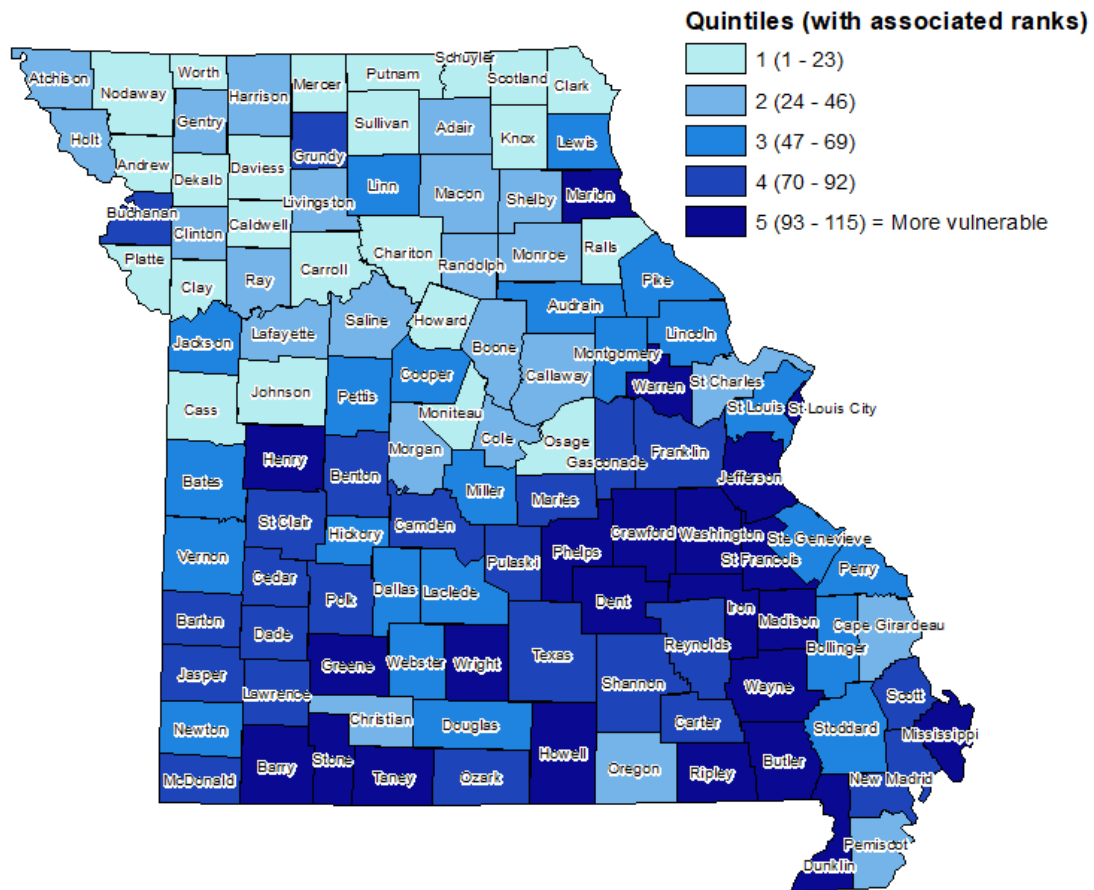 Quintiles (with associated ranks)
1 (1 - 23)
2 (24 - 46)
3 (47 - 69)
4 (70 - 92)
5 (93 - 115) = More vulnerable
Atchison
Nodaway
Worth
Harrison
Mercer
Putnam
Schuyler
Scotland
Clark
Gentry
Sullivan
Adair
Knox
Lewis
Holt
Andrew
Dekalb
Daviess
Grundy
Linn
Macon
Shelby
Marion
Buchanan
Clinton
Caldwell
Livingston
Chariton
Randolph
Monroe
Ralls
Platte
Clay
Ray
Carroll
Pike
Audrain
Howard
Saline
Lafayette
Jackson
Boone
Callaway
Montgomery
Lincoln
Warren
St Charles
St Louis
St Louis City
Cass
Johnson
Pettis
Cooper
Moniteau
Morgan
Cole
Osage
Gasconade
Franklin
Jefferson
Henry
Bates
Benton
Miller
Maries
St Clair
Hickory
Camden
Pulaski
Phelps
Crawford
Washington
St Francois
Ste Genevieve
Perry
Vernon
Cedar
Polk
Dallas
Laclede
Dent
Iron
Madison
Cape Girardeau
Bollinger
Barton
Dade
Greene
Webster
Wright
Texas
Reynolds
Shannon
Wayne
Jasper
Lawrence
Scott
Carter
Stoddard
Mississippi
Newton
Christian
Douglas
Howell
Oregon
Ripley
Butler
New Madrid
McDonald
Barry
Stone
Taney
Ozark
Pemiscot
Dunklin